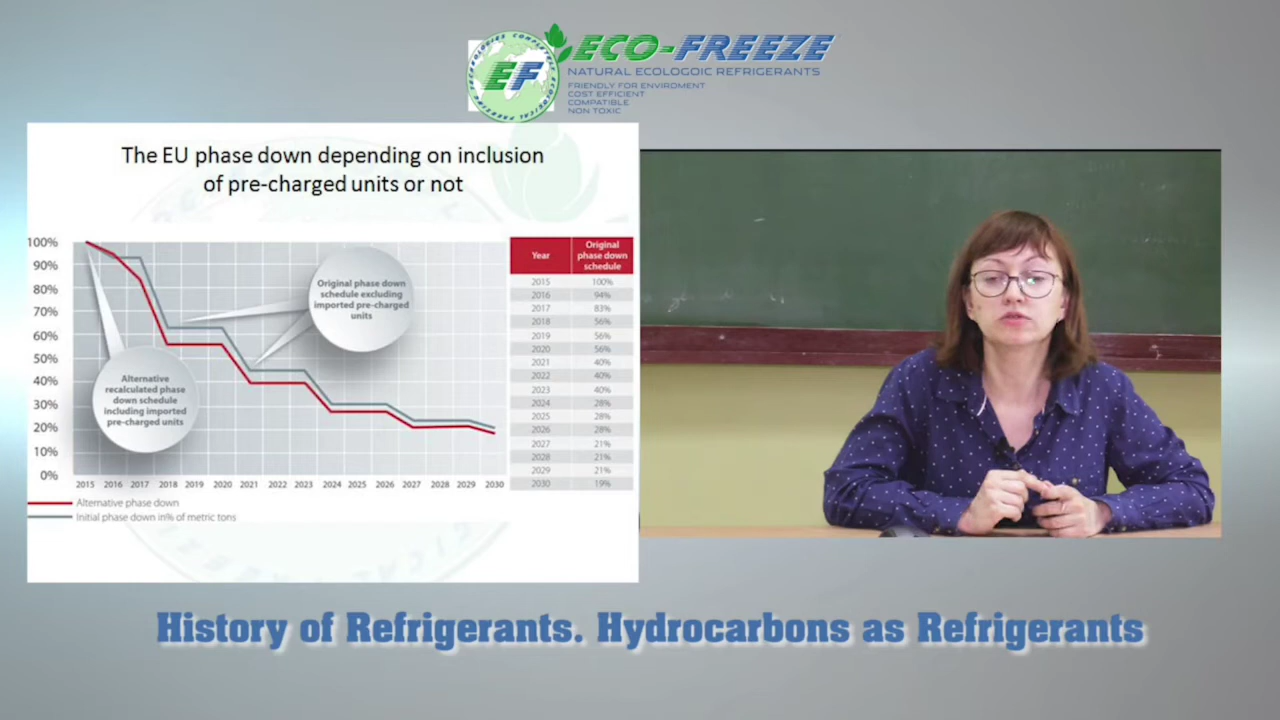 ECO-FREEZE
NATURAL ECOLOGOIC REFRIGERANTS
FRIENDLY FOR ENVIROMENT
COST EFFICIENT
COMPATIBLE
NON TOXIC
EF
The EU phase down depending on inclusion
of pre-charged units or not
100%
90%
80%
70%
60%
50%
40%
30%
20%
10%
0%
Original phase down
schedule excluding
imported pre-charged
units
Alternative
recalculated phase
down schedule
including imported
pre-charged units
2015 2016 2017 2018 2019 2020 2021 2022 2023 2024 2025 2026 2027 2028 2029 2030
Alternative phase down
Initial phase down in% of metric tons
Year Original phase down schedule
2015 100%
2016 94%
2017 83%
2018 56%
2019 56%
2020 56%
2021 40%
2022 40%
2023 40%
2024 28%
2025 28%
2026 28%
2027 21%
2028 21%
2029 21%
2030 19%
History of Refrigerants. Hydrocarbons as Refrigerants